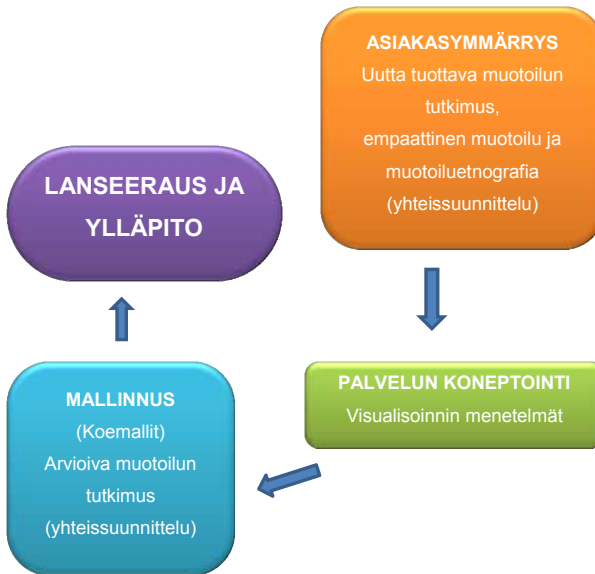 ASIAKASYMMÄRRYS
Uutta tuottava muotoilun
tutkimus,
empaattinen muotoilu ja
muotoiluetnografia
(yhteissuunnittelu)
LANSEERAUS JA
YLLÄPITO
PALVELUN KONEPTOINTI
Visualisoinnin menetelmät
MALLINNUS
(Koemallit)
Arvioiva muotoilun
tutkimus
(yhteissuunnittelu)